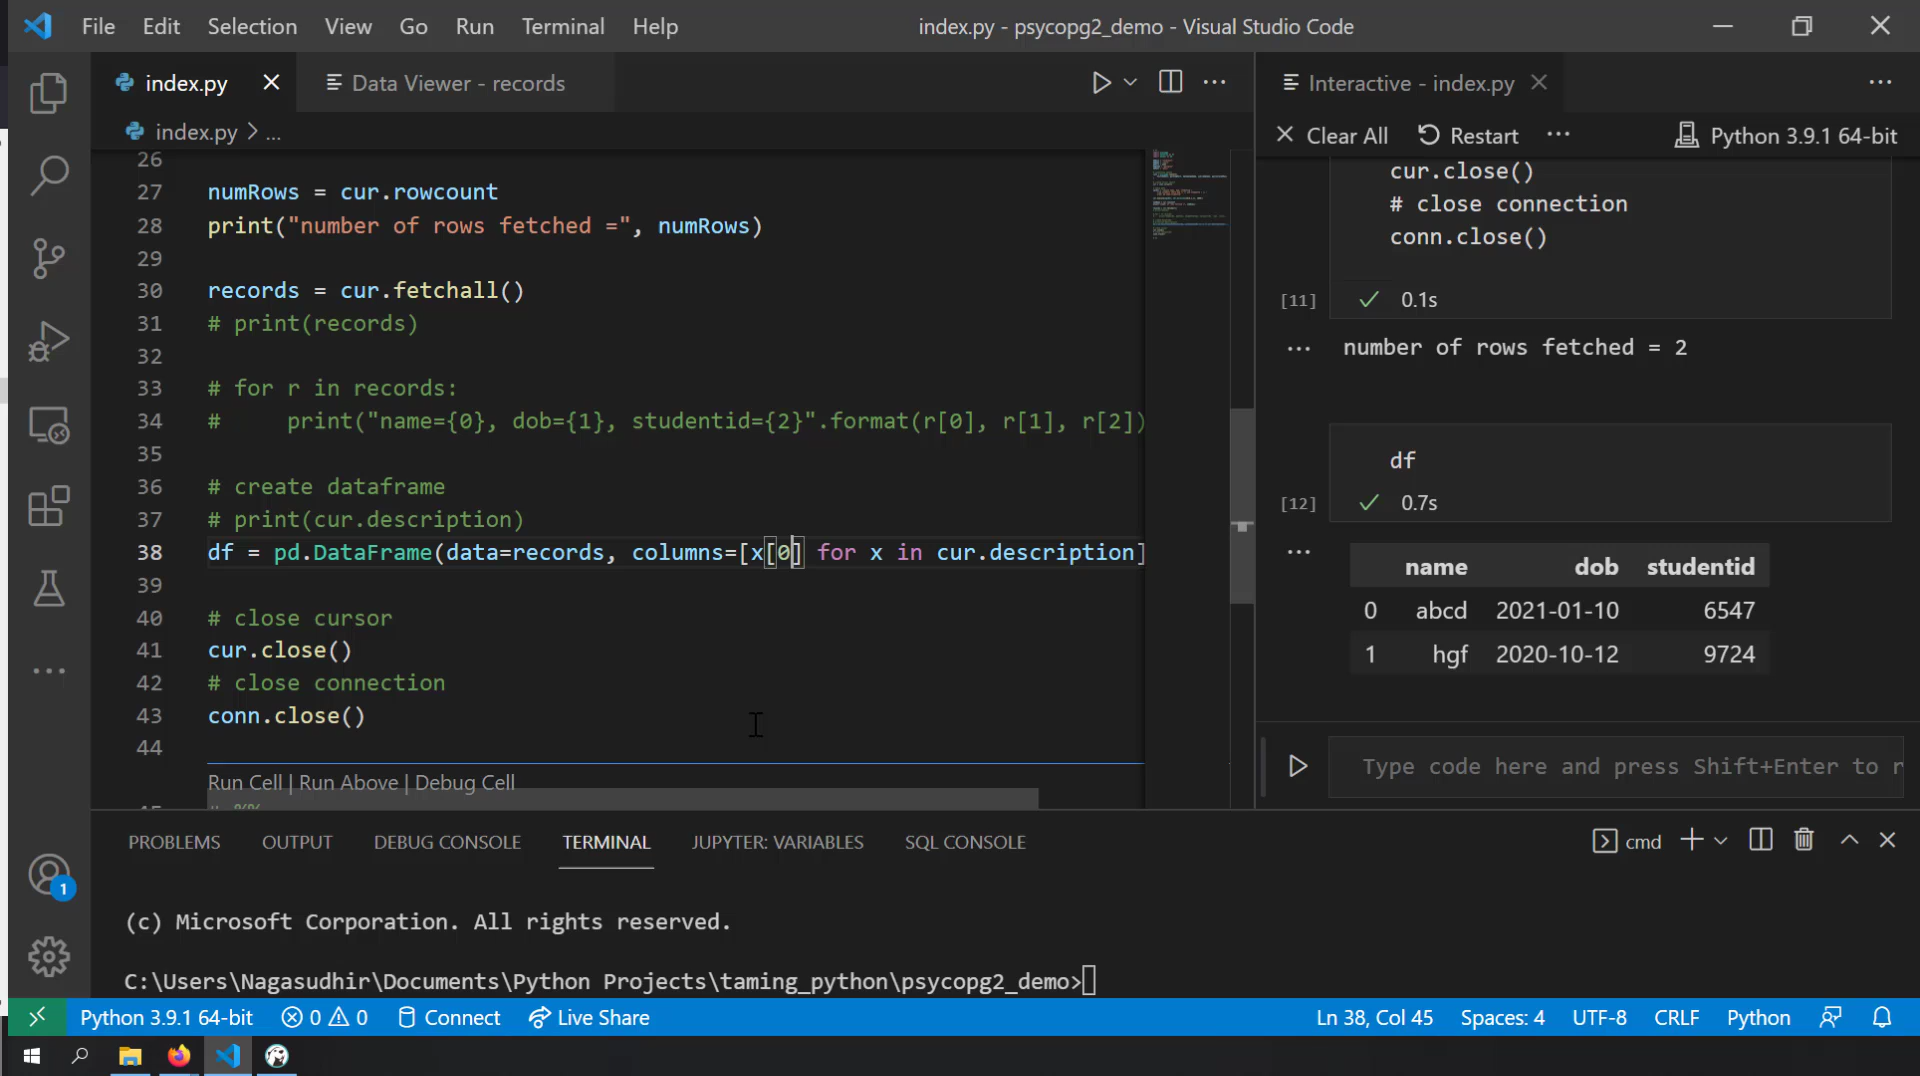 File Edit Selection View Go Run Terminal Help
index.py - psycopg2_demo - Visual Studio Code
index.py
Data Viewer - records
index.py > ...
26
27 numRows = cur.rowcount
28 print("number of rows fetched =", numRows)
29
30 records = cur.fetchall()
31 # print(records)
32
33 # for r in records:
34 #     print("name={0}, dob={1}, studentid={2}".format(r[0], r[1], r[2])
35
36 # create dataframe
37 # print(cur.description)
38 df = pd.DataFrame(data=records, columns=[x[0] for x in cur.description]
39
40 # close cursor
41 cur.close()
42 # close connection
43 conn.close()
44
Run Cell | Run Above | Debug Cell
Interactive - index.py
Clear All Restart ... Python 3.9.1 64-bit
cur.close()
# close connection
conn.close()
[11] 0.1s
number of rows fetched = 2
df
[12] 0.7s
name dob studentid
0 abcd 2021-01-10 6547
1 hgf 2020-10-12 9724
Type code here and press Shift+Enter to r
PROBLEMS OUTPUT DEBUG CONSOLE TERMINAL JUPYTER: VARIABLES SQL CONSOLE
cmd
(c) Microsoft Corporation. All rights reserved.
C:\Users\Nagasudhir\Documents\Python Projects\taming_python\psycopg2_demo>
1
Python 3.9.1 64-bit 0 0 Connect Live Share
Ln 38, Col 45 Spaces: 4 UTF-8 CRLF Python